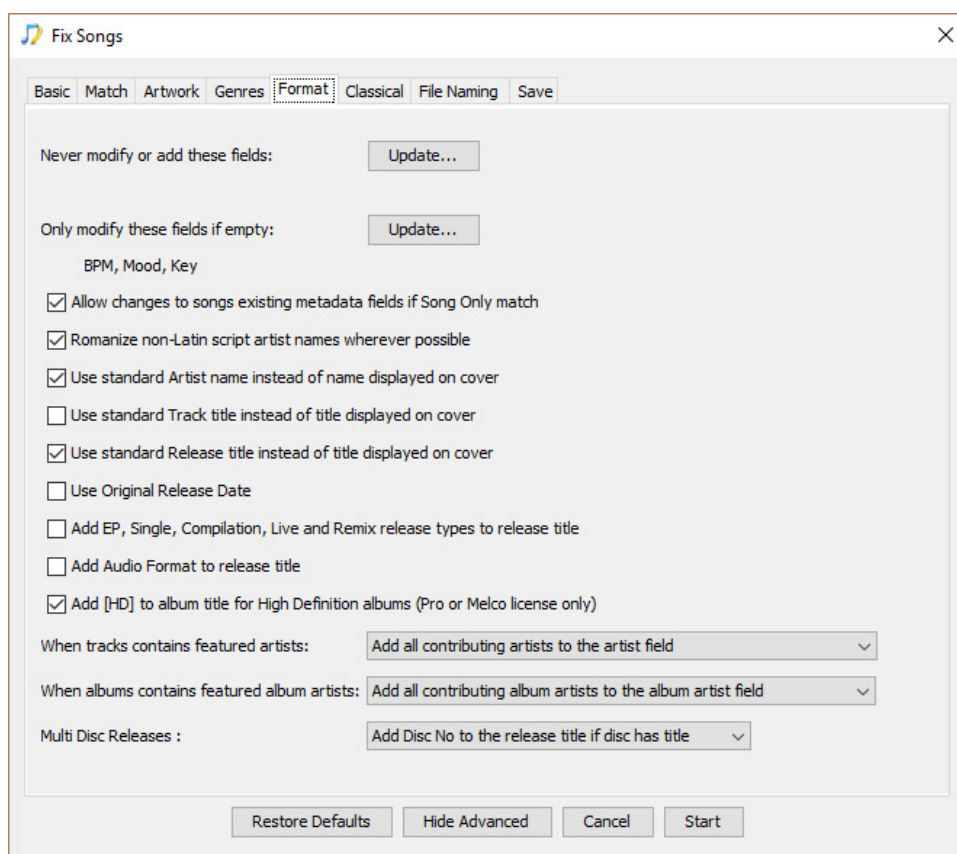 Fix Songs
Basic Match Artwork Genres Format Classical File Naming Save
Never modify or add these fields: Update...
Only modify these fields if empty: Update...
BPM, Mood, Key
Allow changes to songs existing metadata fields if Song Only match
Romanize non-Latin script artist names wherever possible
Use standard Artist name instead of name displayed on cover
Use standard Track title instead of title displayed on cover
Use standard Release title instead of title displayed on cover
Use Original Release Date
Add EP, Single, Compilation, Live and Remix release types to release title
Add Audio Format to release title
Add [HD] to album title for High Definition albums (Pro or Melco license only)
When tracks contains featured artists: Add all contributing artists to the artist field
When albums contains featured album artists: Add all contributing album artists to the album artist field
Multi Disc Releases : Add Disc No to the release title if disc has title
Restore Defaults Hide Advanced Cancel Start